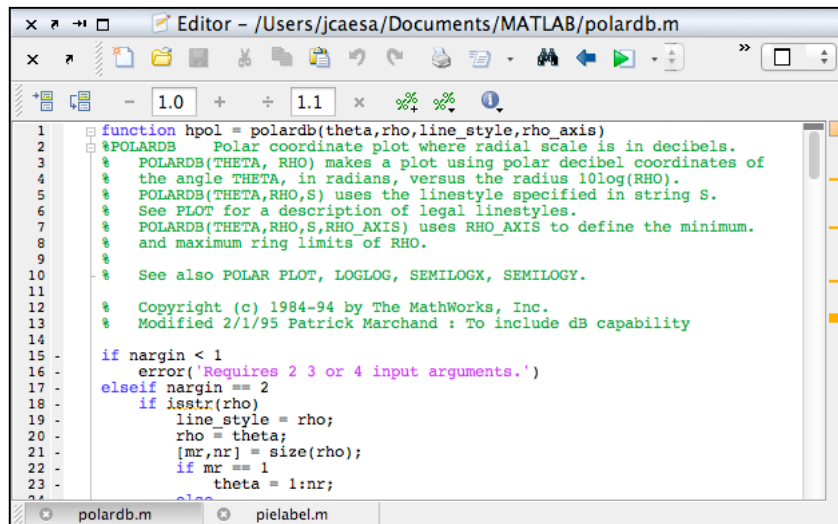 Editor – /Users/jcaesa/Documents/MATLAB/polardb.m
»
− 1.0 + ÷ 1.1 ×
1 function hpol = polardb(theta,rho,line_style,rho_axis)
2 %POLARDB Polar coordinate plot where radial scale is in decibels.
3 % POLARDB(THETA, RHO) makes a plot using polar decibel coordinates of
4 % the angle THETA, in radians, versus the radius 10log(RHO).
5 % POLARDB(THETA,RHO,S) uses the linestyle specified in string S.
6 % See PLOT for a description of legal linestyles.
7 % POLARDB(THETA,RHO,S,RHO_AXIS) uses RHO_AXIS to define the minimum.
8 % and maximum ring limits of RHO.
9 %
10 % See also POLAR PLOT, LOGLOG, SEMILOGX, SEMILOGY.
11
12 % Copyright (c) 1984-94 by The MathWorks, Inc.
13 % Modified 2/1/95 Patrick Marchand : To include dB capability
14
15 - if nargin < 1
16 - error('Requires 2 3 or 4 input arguments.')
17 - elseif nargin == 2
18 - if isstr(rho)
19 - line_style = rho;
20 - rho = theta;
21 - [mr,nr] = size(rho);
22 - if mr == 1
23 - theta = 1:nr;
24 - else
polardb.m pielabel.m